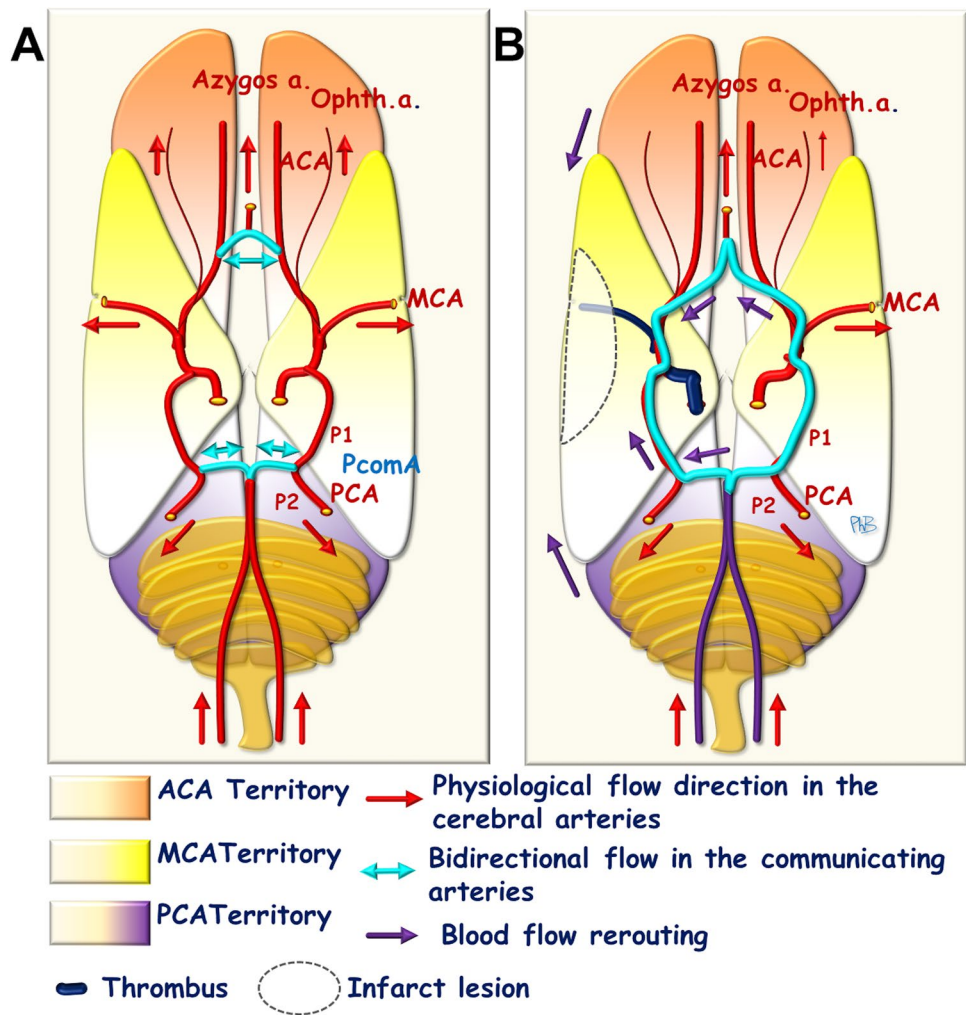 A
Azygos a.
Ophth.a.
ACA
MCA
P1
PcomA
PCA
P2
B
Azygos a.
Ophth.a.
ACA
MCA
P1
PCA
P2
PhB
ACA Territory
Physiological flow direction in the
cerebral arteries
MCATerritory
Bidirectional flow in the communicating
arteries
PCATerritory
Blood flow rerouting
Thrombus
Infarct lesion